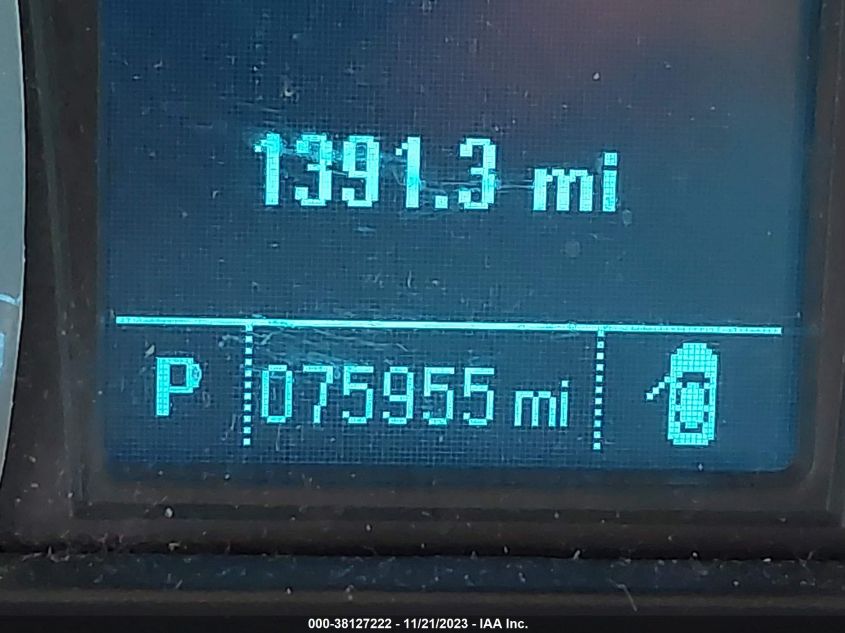 1391.3 mi
P 075955 mi
000-38127222 - 11/21/2023 - IAA Inc.